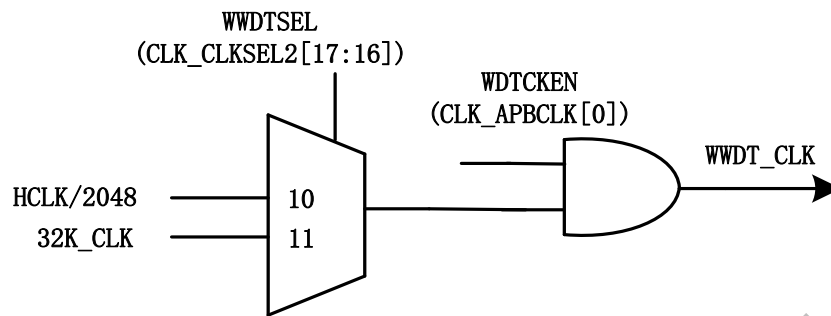 WWDTSEL
(CLK_CLKSEL2[17:16])
WDTCKEN
(CLK_APBCLK[0])
WWDT_CLK
HCLK/2048
10
32K_CLK
11